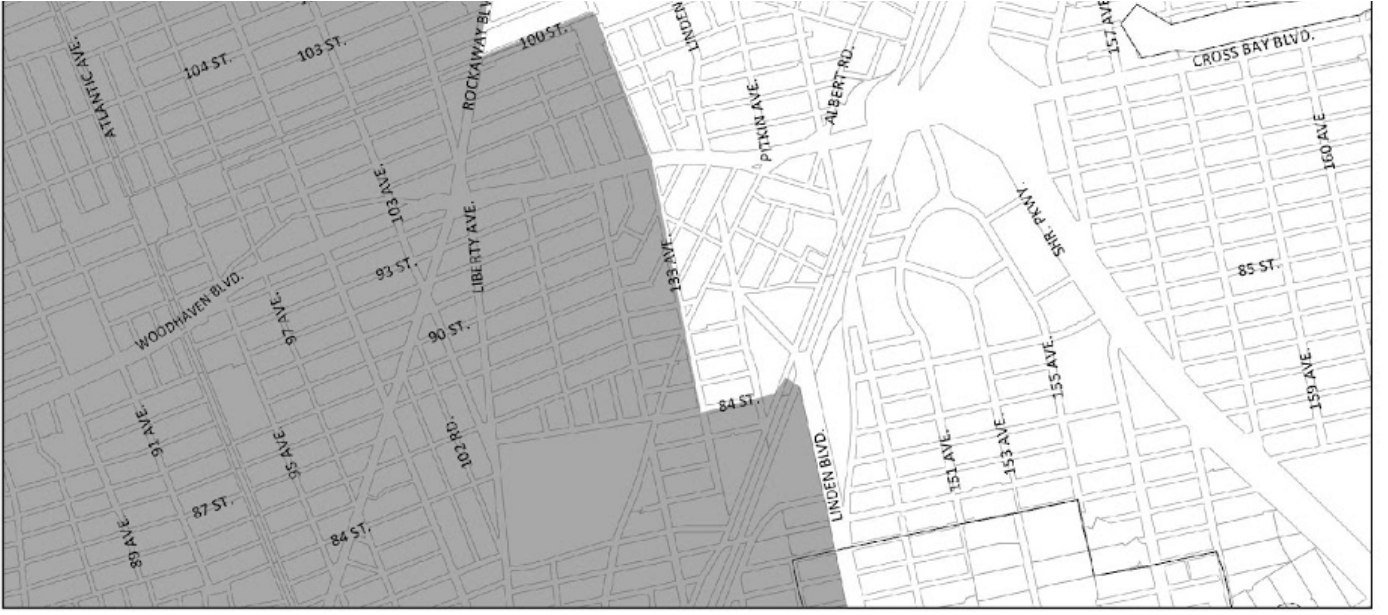 ATLANTIC AVE.
104 ST.
103 ST.
ROCKAWAY BLV
100 ST.
LINDEN
PITKIN AVE.
ALBERT RD.
157 AVE
CROSS BAY BLVD.
160 AVE
103 AVE.
LIBERTY AVE.
93 ST.
133 AVE.
SHR. PKWY.
85 ST.
WOODHAVEN BLVD.
97 AVE.
90 ST.
155 AVE.
159 AVE.
84 ST.
91 AVE.
95 AVE.
102 RD.
LINDEN BLVD.
151 AVE.
153 AVE.
87 ST.
89 AVE
84 ST.